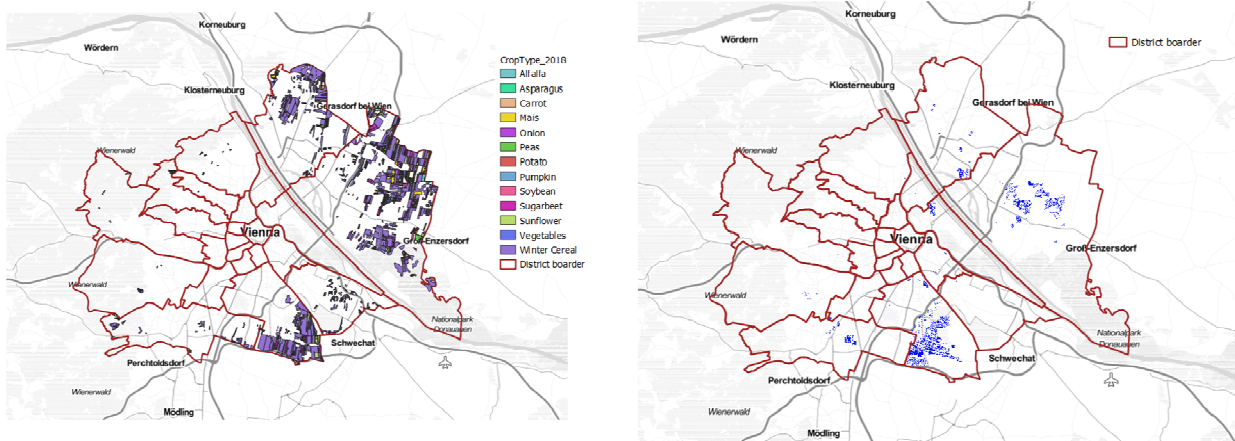 Korneuburg
Wördern
Klosterneuburg
Gerasdorf bei Wien
Wienerwald
Vienna
Groß-Enzersdorf
Wienerwald
Nationalpark
Donauauen
Schwechat
Perchtoldsdorf
Wienerwald
Mödling
CropType_2018
Alfalfa
Asparagus
Carrot
Mais
Onion
Peas
Potato
Pumpkin
Soybean
Sugarbeet
Sunflower
Vegetables
Winter Cereal
District boarder
Korneuburg
Wördern
District boarder
Klosterneuburg
Gerasdorf bei Wien
Wienerwald
Vienna
Groß-Enzersdorf
Wienerwald
Nationalpark
Donauauen
Schwechat
Perchtoldsdorf
Wienerwald
Mödling